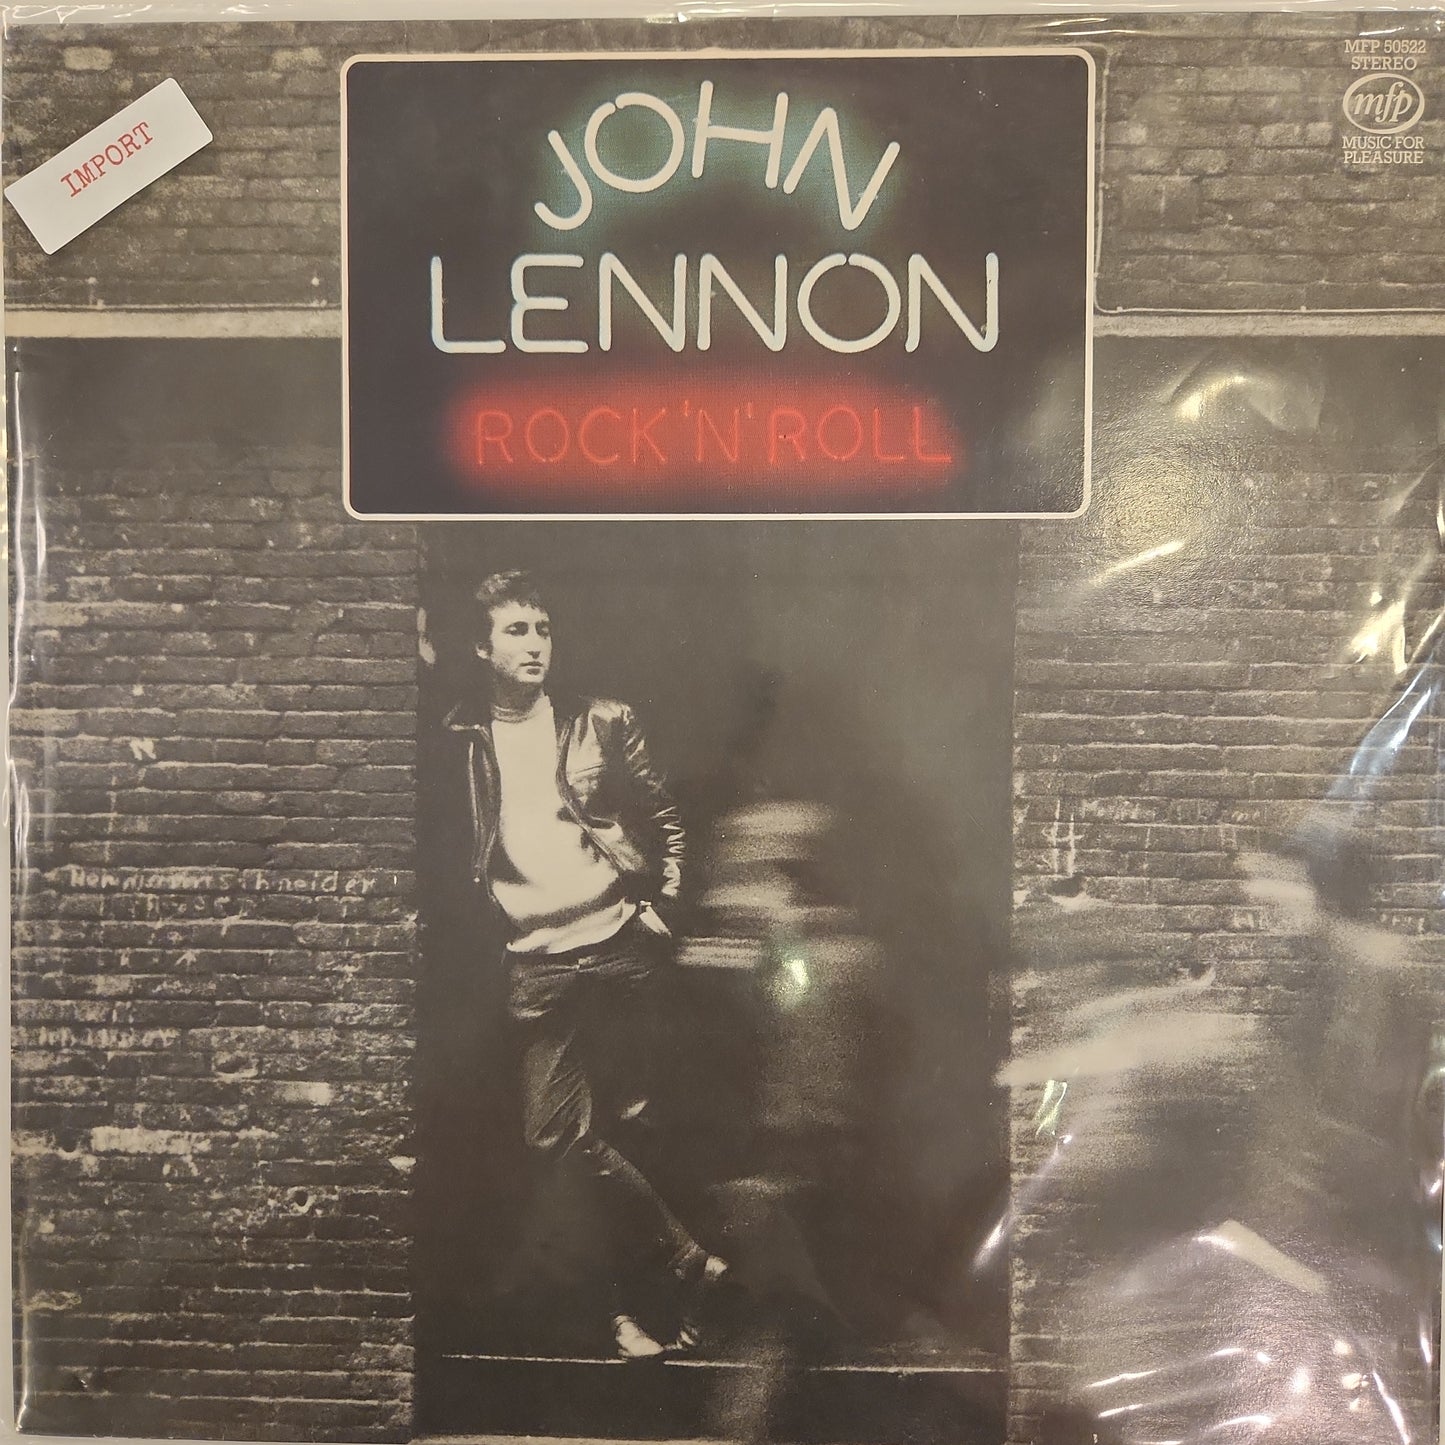 IMPORT
MFP 50522
STEREO
mfp
MUSIC FOR
PLEASURE
JOHN
LENNON
ROCK 'N' ROLL
N